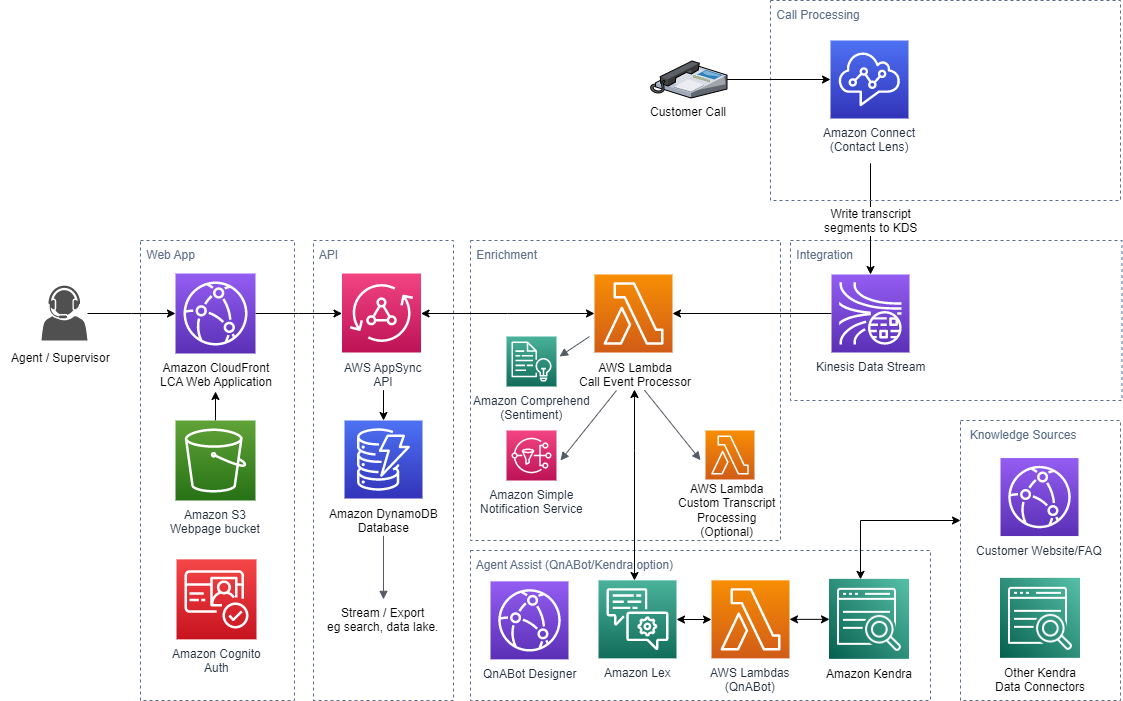 Call Processing
Customer Call
Amazon Connect
(Contact Lens)
Write transcript
segments to KDS
Web App
API
Enrichment
Integration
Agent / Supervisor
Amazon CloudFront
LCA Web Application
AWS AppSync
API
AWS Lambda
Call Event Processor
Kinesis Data Stream
Amazon Comprehend
(Sentiment)
Amazon S3
Webpage bucket
Amazon DynamoDB
Database
Amazon Simple
Notification Service
AWS Lambda
Custom Transcript
Processing
(Optional)
Knowledge Sources
Customer Website/FAQ
Agent Assist (QnABot/Kendra option)
Stream / Export
eg search, data lake.
Amazon Cognito
Auth
QnABot Designer
Amazon Lex
AWS Lambdas
(QnABot)
Amazon Kendra
Other Kendra
Data Connectors